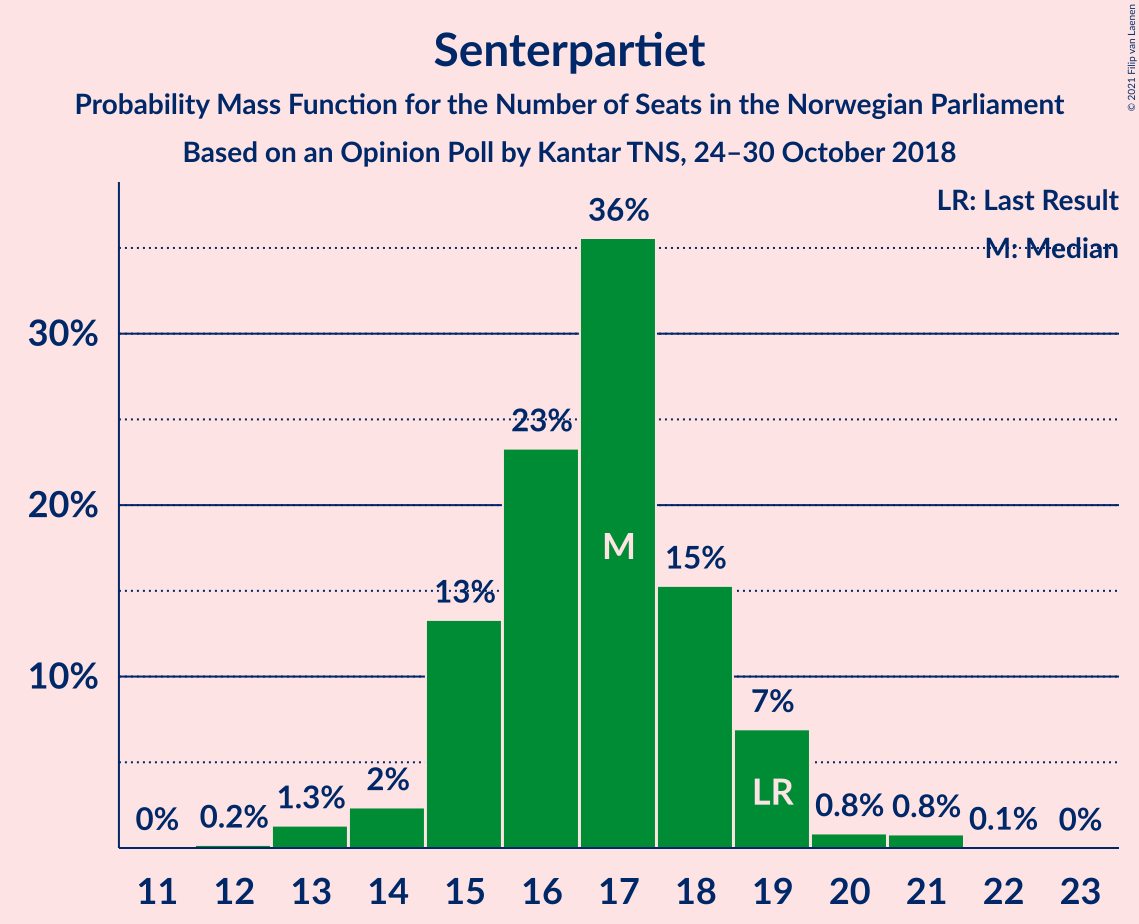 Senterpartiet
Probability Mass Function for the Number of Seats in the Norwegian Parliament
Based on an Opinion Poll by Kantar TNS, 24–30 October 2018
© 2021 Filip van Laenen
LR: Last Result
M: Median
36%
30%
23%
20%
M
15%
13%
10%
7%
2%
1.3%
LR
0% 0.2% 0.8% 0.8% 0.1% 0%
11 12 13 14 15 16 17 18 19 20 21 22 23